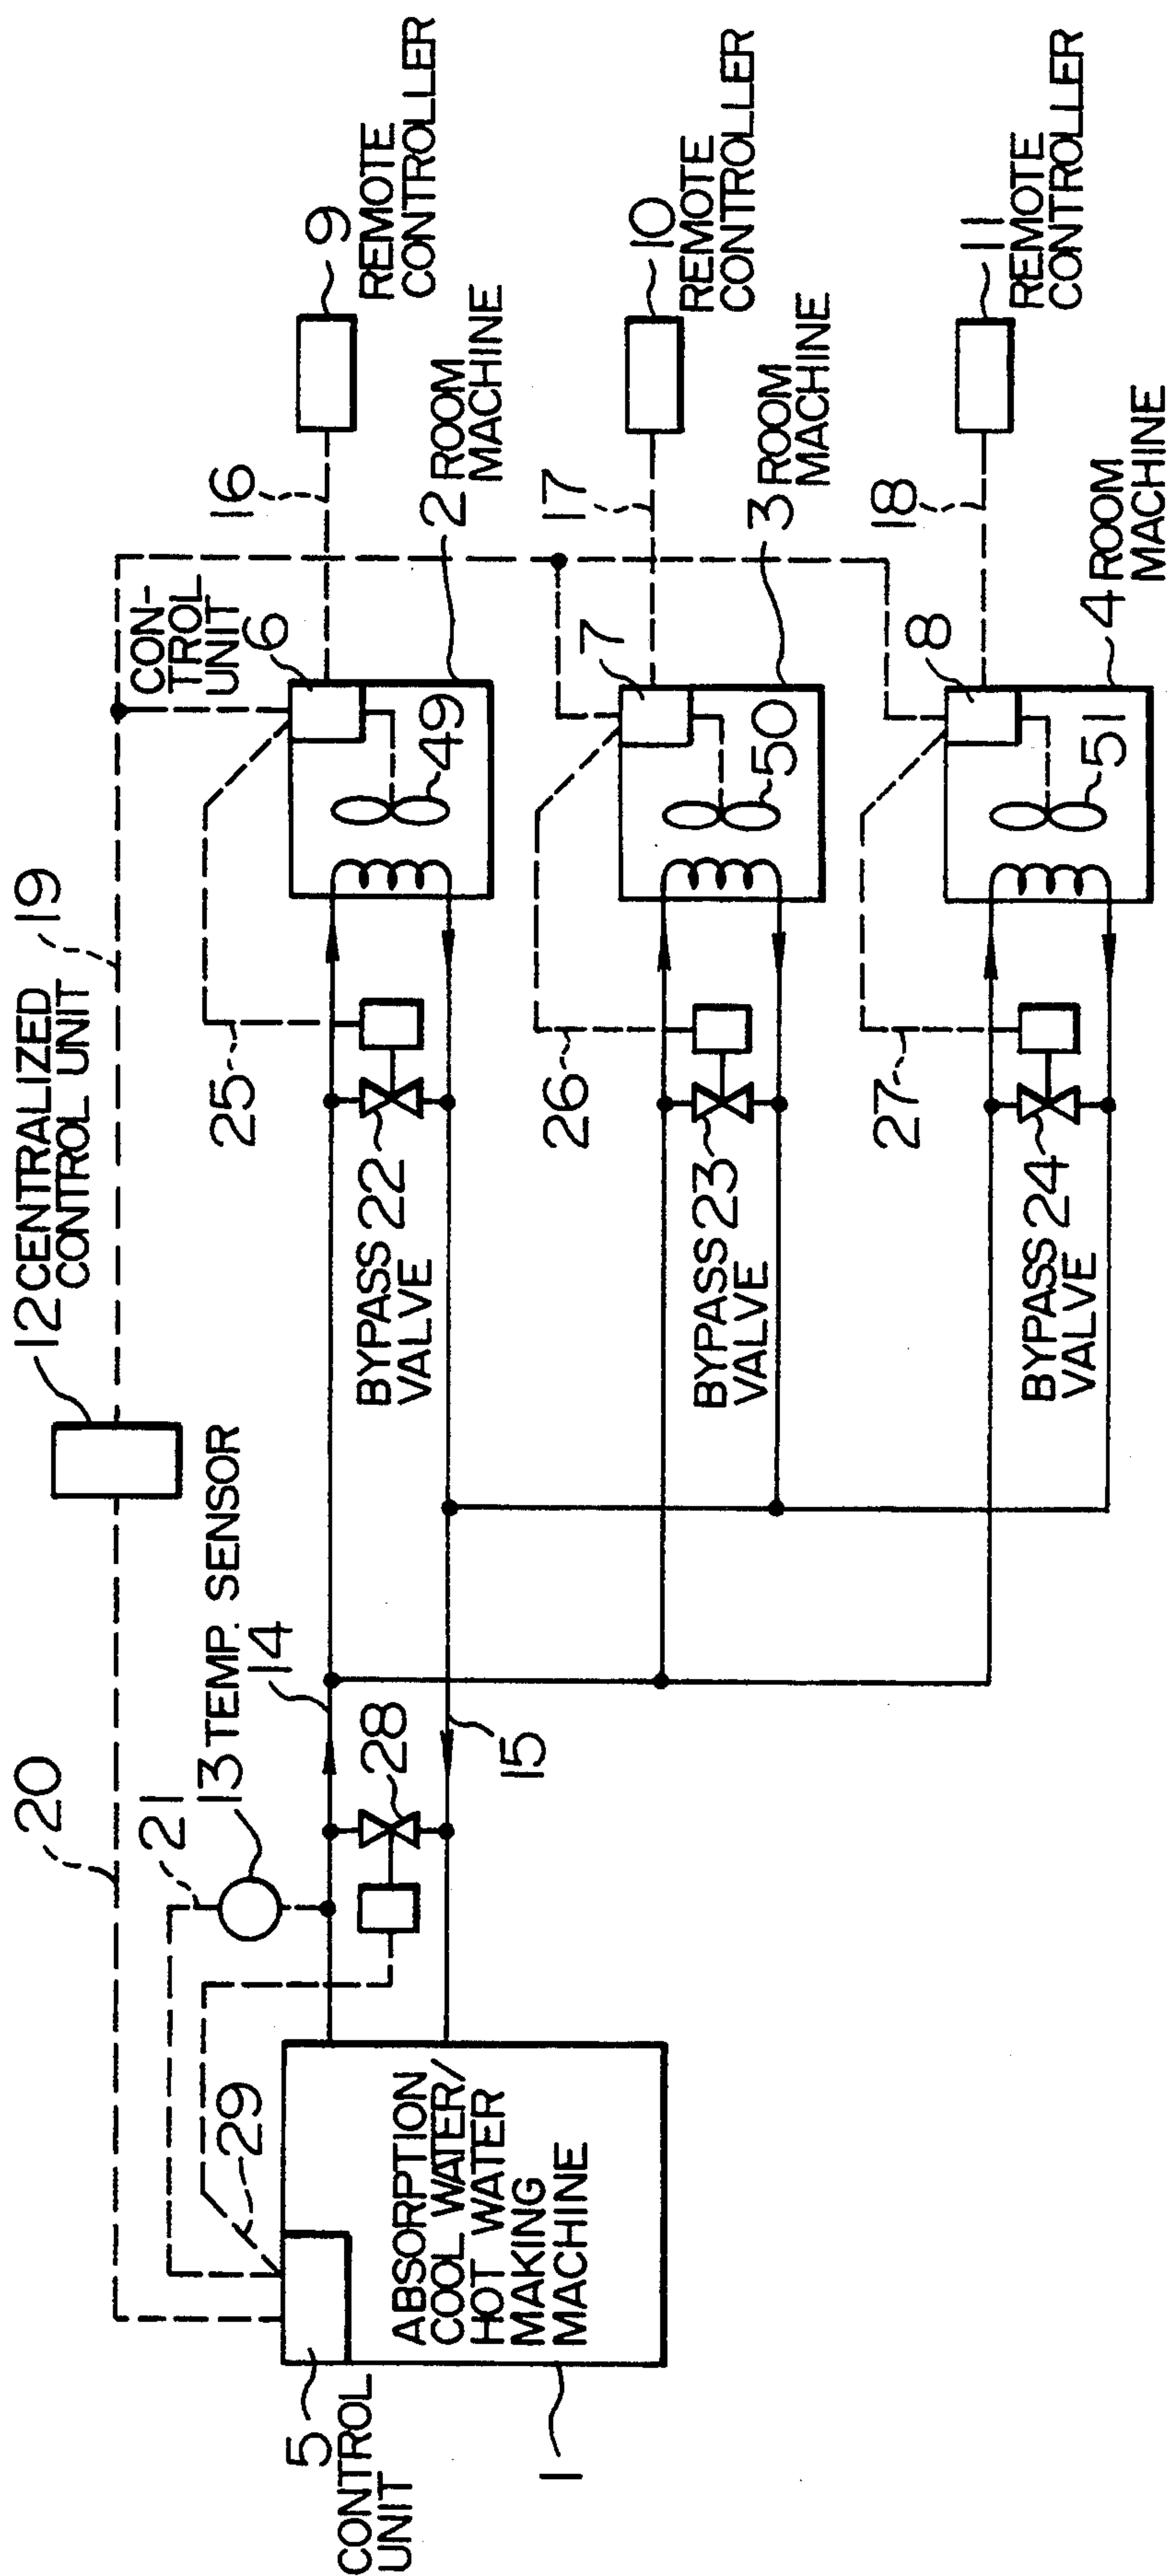 20
12 CENTRALIZED
CONTROL UNIT
19
CON-
TROL
UNIT
21
13 TEMP. SENSOR
14
29
25
6
16
9
REMOTE
CONTROLLER
5
CONTROL
UNIT
ABSORPTION
COOL WATER/
HOT WATER
MAKING
MACHINE
1
28
15
BYPASS 22
VALVE
49
2
ROOM
MACHINE
26
7
17
10
REMOTE
CONTROLLER
BYPASS 23
VALVE
50
3
ROOM
MACHINE
27
8
18
11
REMOTE
CONTROLLER
BYPASS 24
VALVE
51
4
ROOM
MACHINE